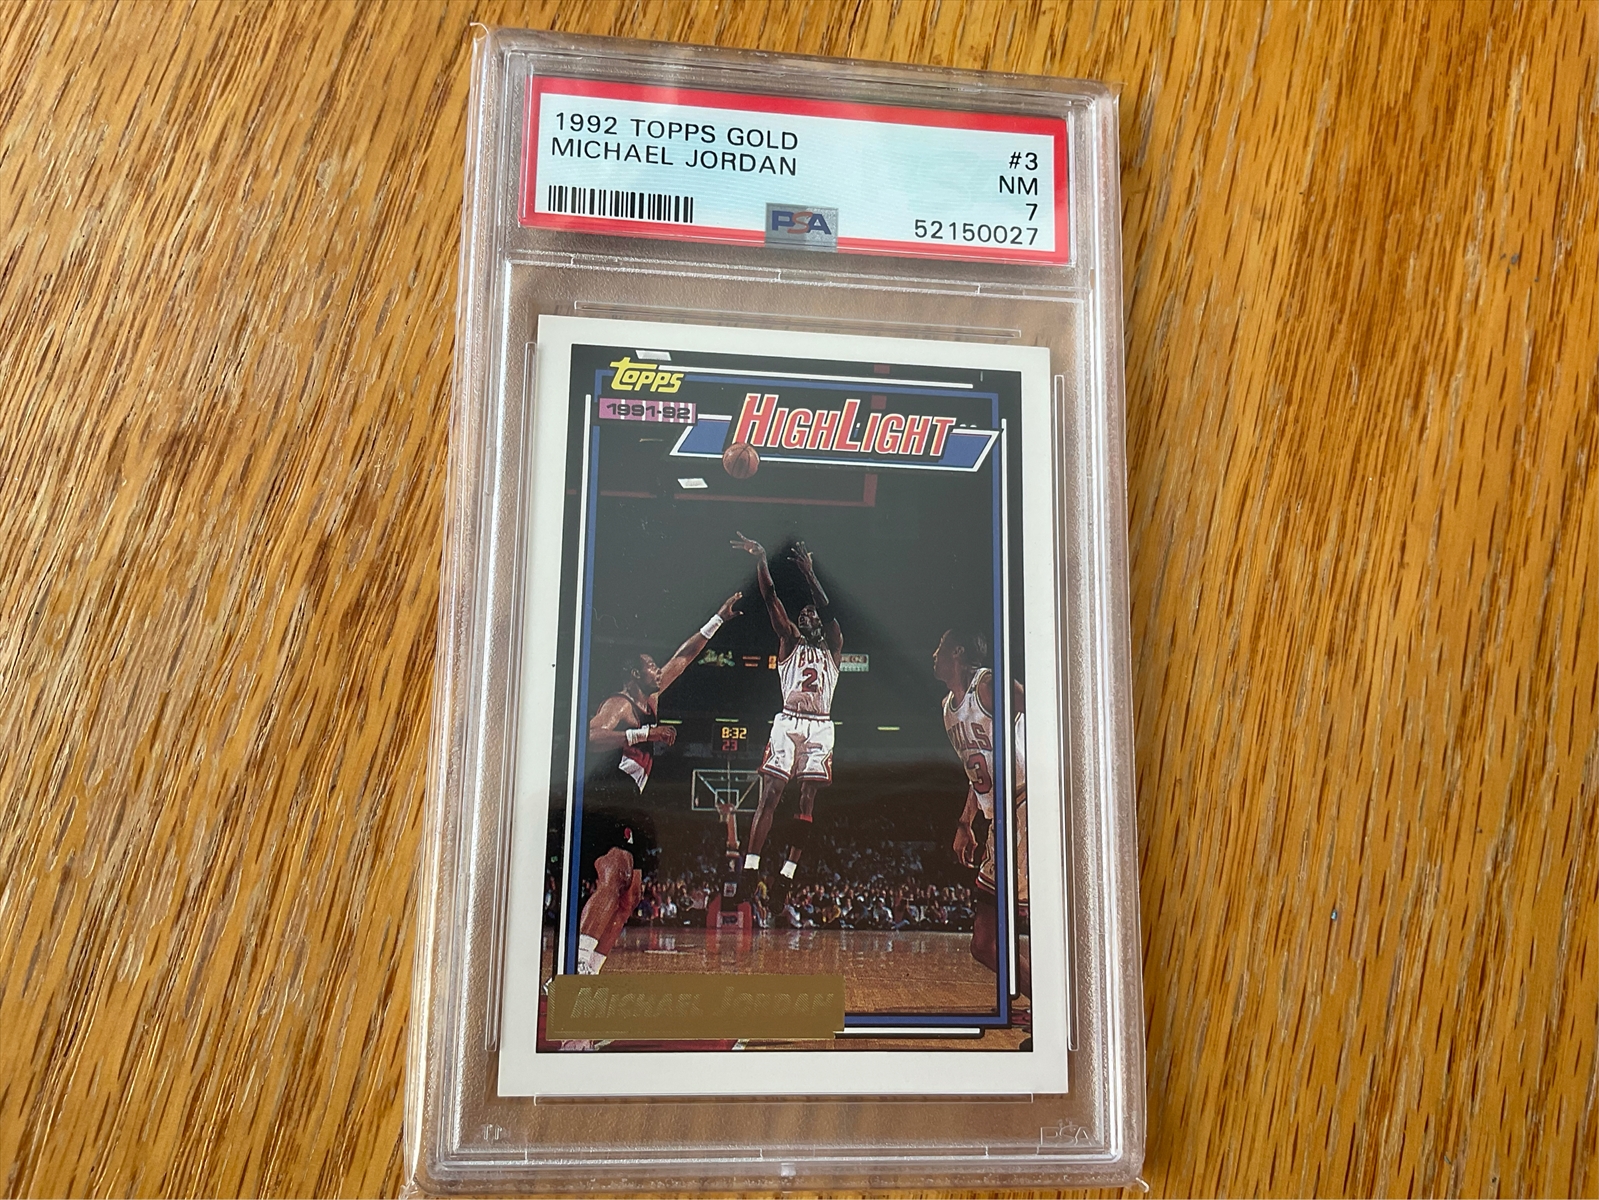 1992 TOPPS GOLD
MICHAEL JORDAN
#3
NM
7
PSA
52150027
TOPPS
1991-92
HIGHLIGHT
8:32
23
MICHAEL JORDAN
PSA